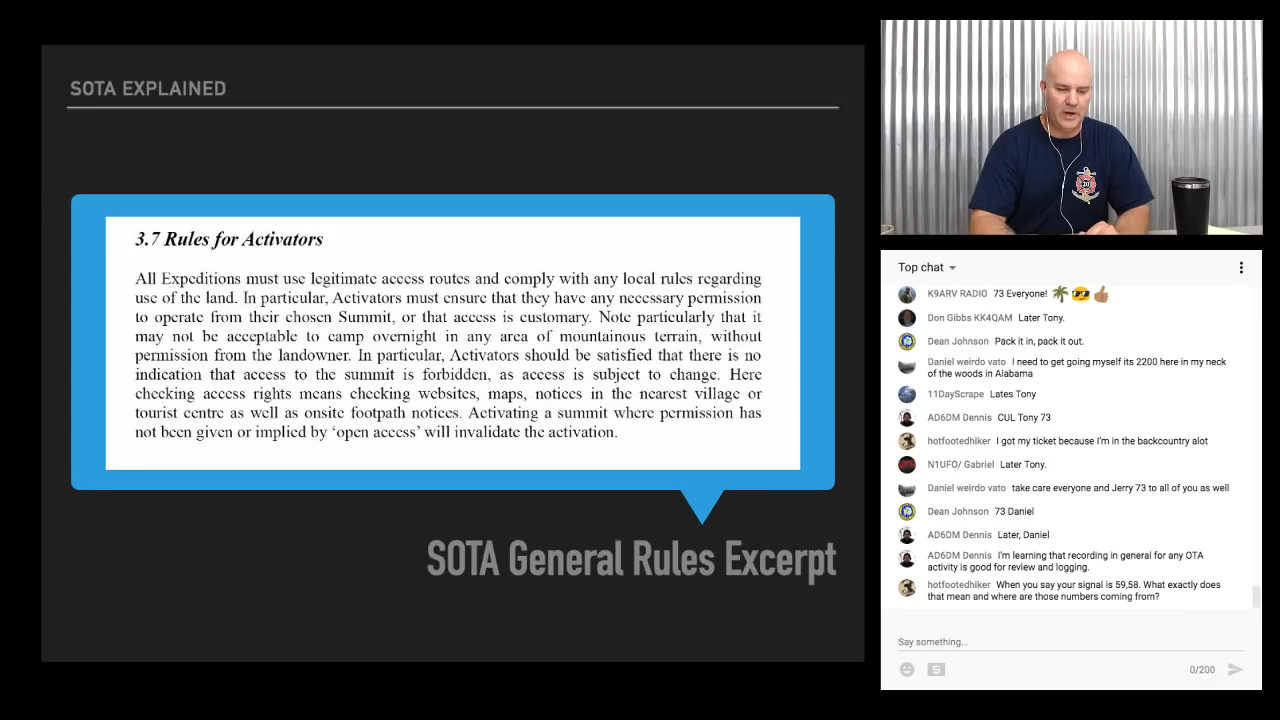 SOTA EXPLAINED
3.7 Rules for Activators
All Expeditions must use legitimate access routes and comply with any local rules regarding
use of the land. In particular, Activators must ensure that they have any necessary permission
to operate from their chosen Summit, or that access is customary. Note particularly that it
may not be acceptable to camp overnight in any area of mountainous terrain, without
permission from the landowner. In particular, Activators should be satisfied that there is no
indication that access to the summit is forbidden, as access is subject to change. Here
checking access rights means checking websites, maps, notices in the nearest village or
tourist centre as well as onsite footpath notices. Activating a summit where permission has
not been given or implied by ‘open access’ will invalidate the activation.
SOTA General Rules Excerpt
20
Top chat
K9ARV RADIO 73 Everyone!
Don Gibbs KK4QAM Later Tony.
Dean Johnson Pack it in, pack it out.
Daniel weirdo vato I need to get going myself its 2200 here in my neck
of the woods in Alabama
11DayScrape Lates Tony
AD6DM Dennis CUL Tony 73
hotfootedhiker I got my ticket because I'm in the backcountry alot
N1UFO/ Gabriel Later Tony.
Daniel weirdo vato take care everyone and Jerry 73 to all of you as well
Dean Johnson 73 Daniel
AD6DM Dennis Later, Daniel
AD6DM Dennis I'm learning that recording in general for any OTA
activity is good for review and logging.
hotfootedhiker When you say your signal is 59,58. What exactly does
that mean and where are those numbers coming from?
Say something...
0/200